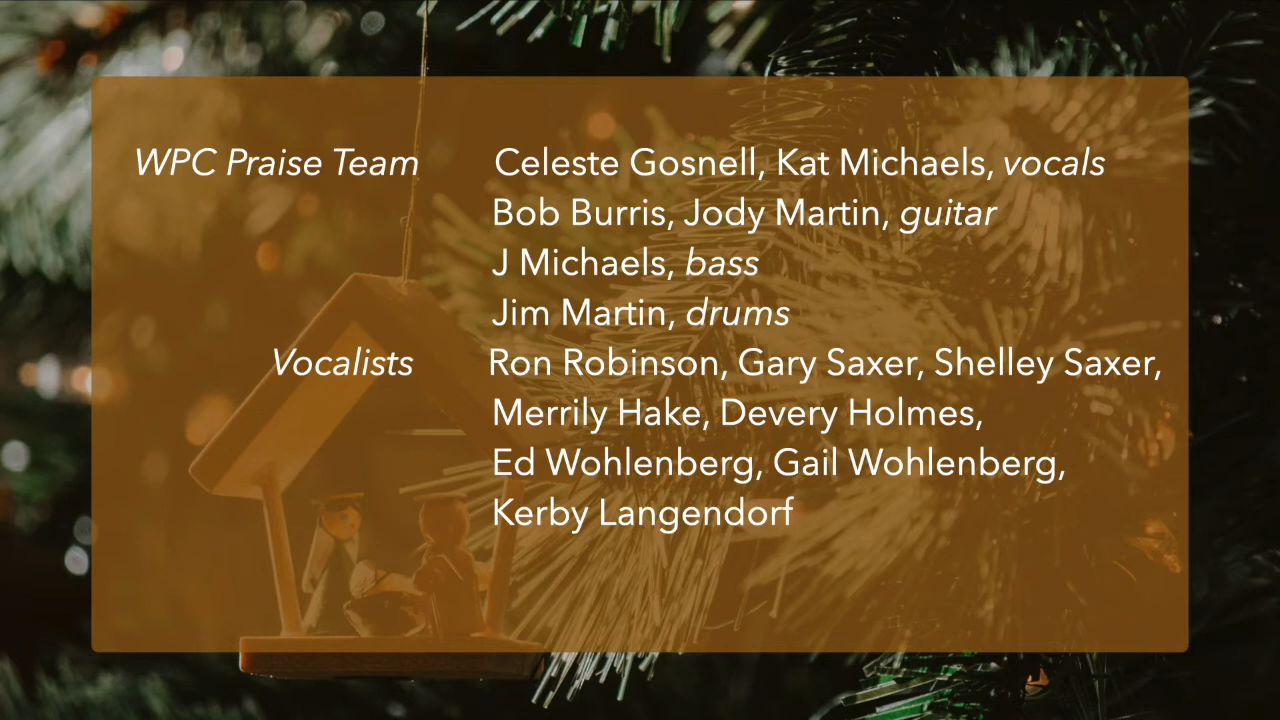 WPC Praise Team Celeste Gosnell, Kat Michaels, vocals
Bob Burris, Jody Martin, guitar
J Michaels, bass
Jim Martin, drums
Vocalists Ron Robinson, Gary Saxer, Shelley Saxer,
Merrily Hake, Devery Holmes,
Ed Wohlenberg, Gail Wohlenberg,
Kerby Langendorf